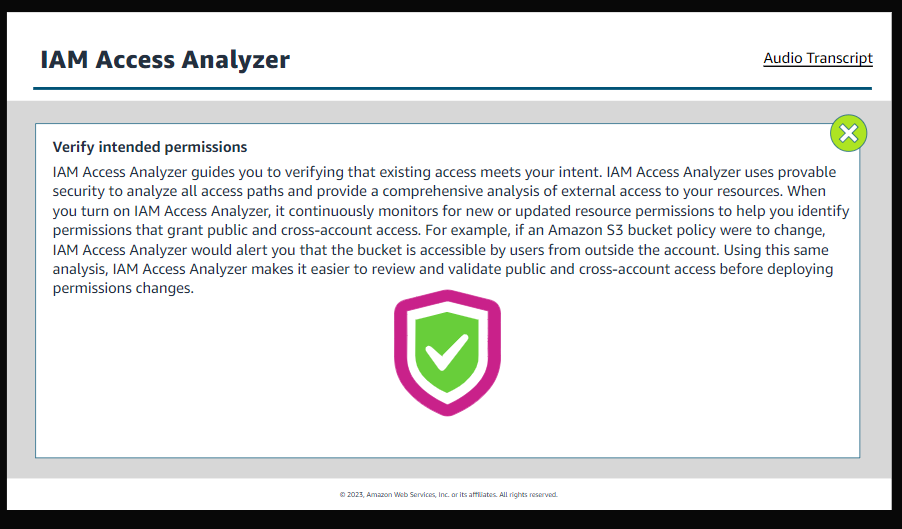 IAM Access Analyzer
Audio Transcript
Verify intended permissions
IAM Access Analyzer guides you to verifying that existing access meets your intent. IAM Access Analyzer uses provable
security to analyze all access paths and provide a comprehensive analysis of external access to your resources. When
you turn on IAM Access Analyzer, it continuously monitors for new or updated resource permissions to help you identify
permissions that grant public and cross-account access. For example, if an Amazon S3 bucket policy were to change,
IAM Access Analyzer would alert you that the bucket is accessible by users from outside the account. Using this same
analysis, IAM Access Analyzer makes it easier to review and validate public and cross-account access before deploying
permissions changes.
© 2023, Amazon Web Services, Inc. or its affiliates. All rights reserved.